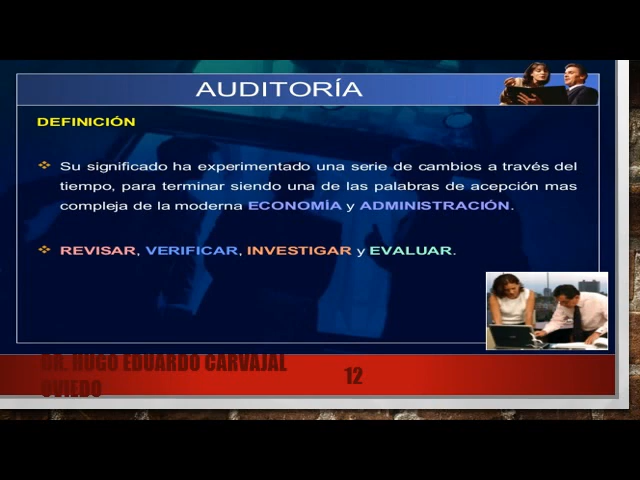 AUDITORÍA
DEFINICIÓN
Su significado ha experimentado una serie de cambios a través del
tiempo, para terminar siendo una de las palabras de acepción mas
compleja de la moderna ECONOMÍA y ADMINISTRACIÓN.
REVISAR, VERIFICAR, INVESTIGAR y EVALUAR.
DR. HUGO EDUARDO CARVAJAL
OVIEDO
12